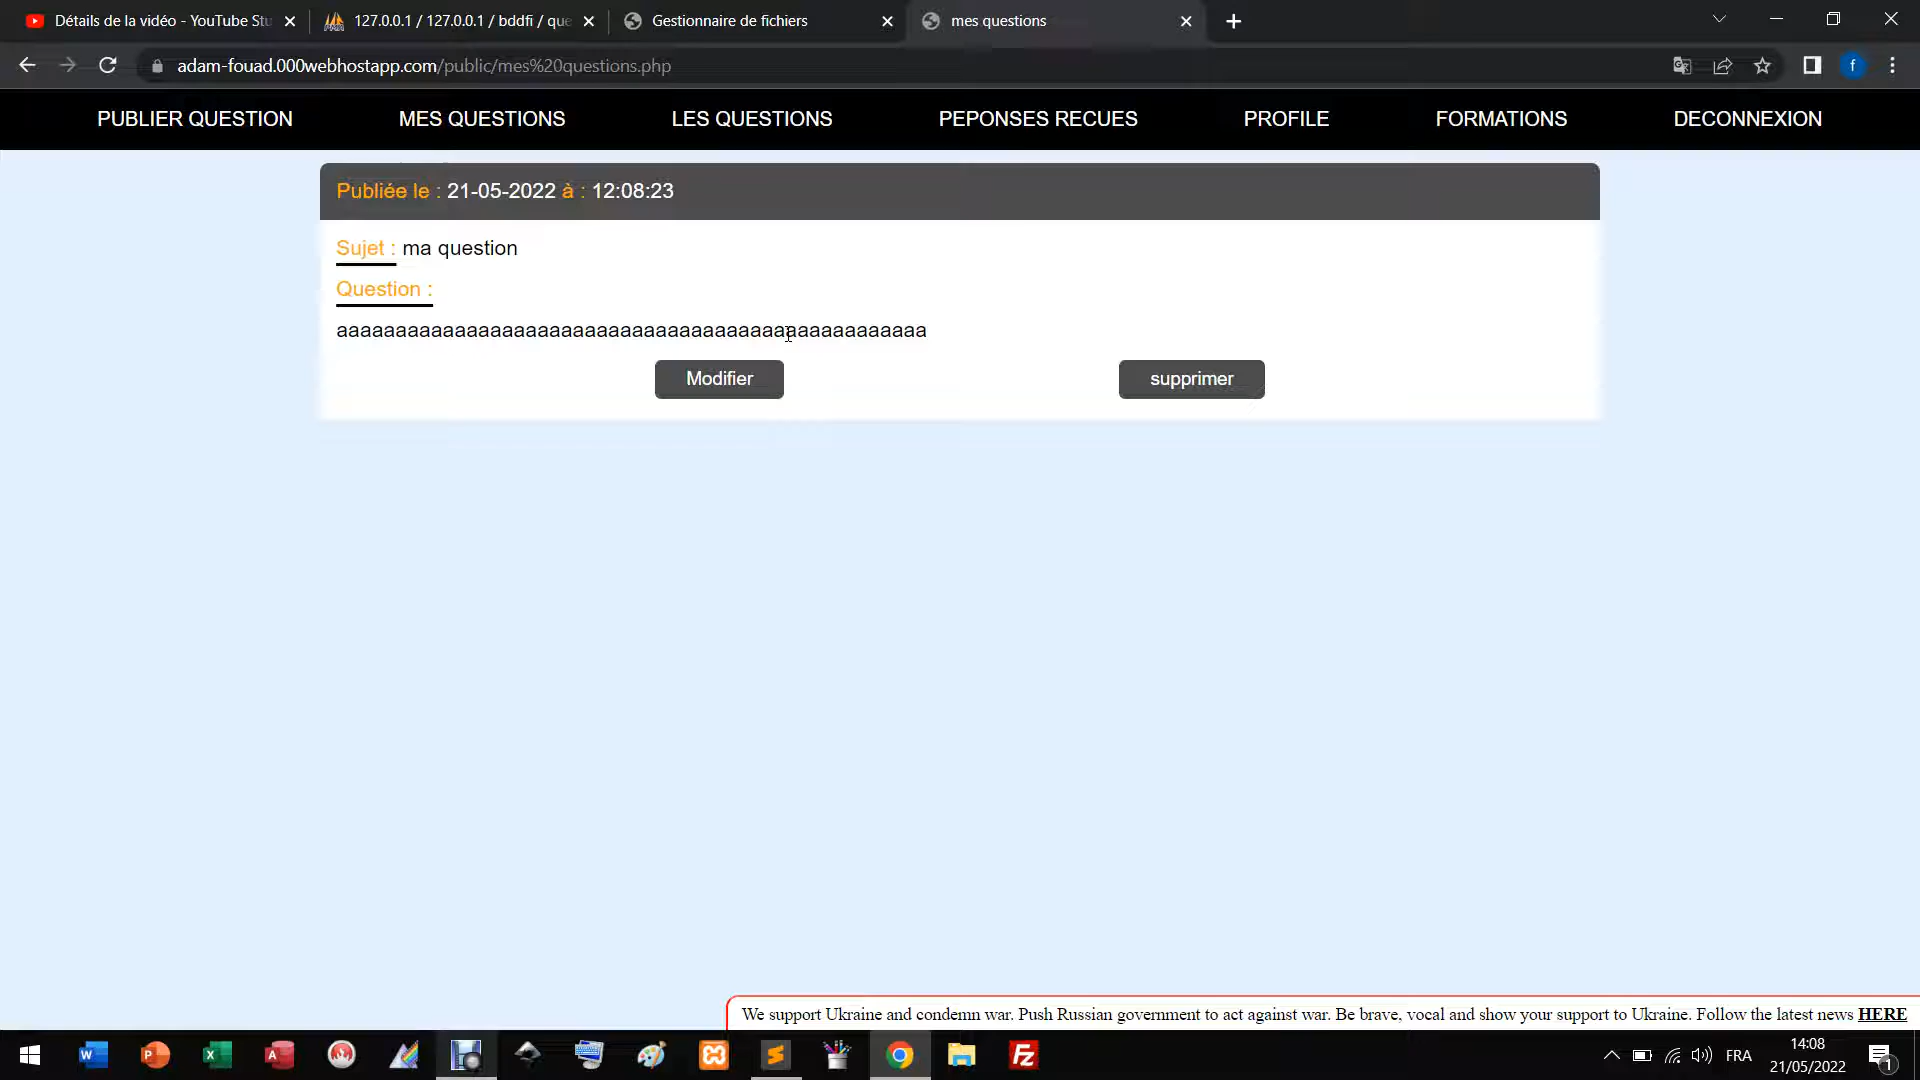 Détails de la vidéo - YouTube Stu
127.0.0.1 / 127.0.0.1 / bddfi / que
Gestionnaire de fichiers
mes questions
adam-fouad.000webhostapp.com/public/mes%20questions.php
f
PUBLIER QUESTION
MES QUESTIONS
LES QUESTIONS
PEPONSES RECUES
PROFILE
FORMATIONS
DECONNEXION
Publiée le : 21-05-2022 à : 12:08:23
Sujet : ma question
Question :
aaaaaaaaaaaaaaaaaaaaaaaaaaaaaaaaaaaaaaaaaaaaaaaaaa
Modifier
supprimer
We support Ukraine and condemn war. Push Russian government to act against war. Be brave, vocal and show your support to Ukraine. Follow the latest news HERE
FRA
14:08
21/05/2022
1